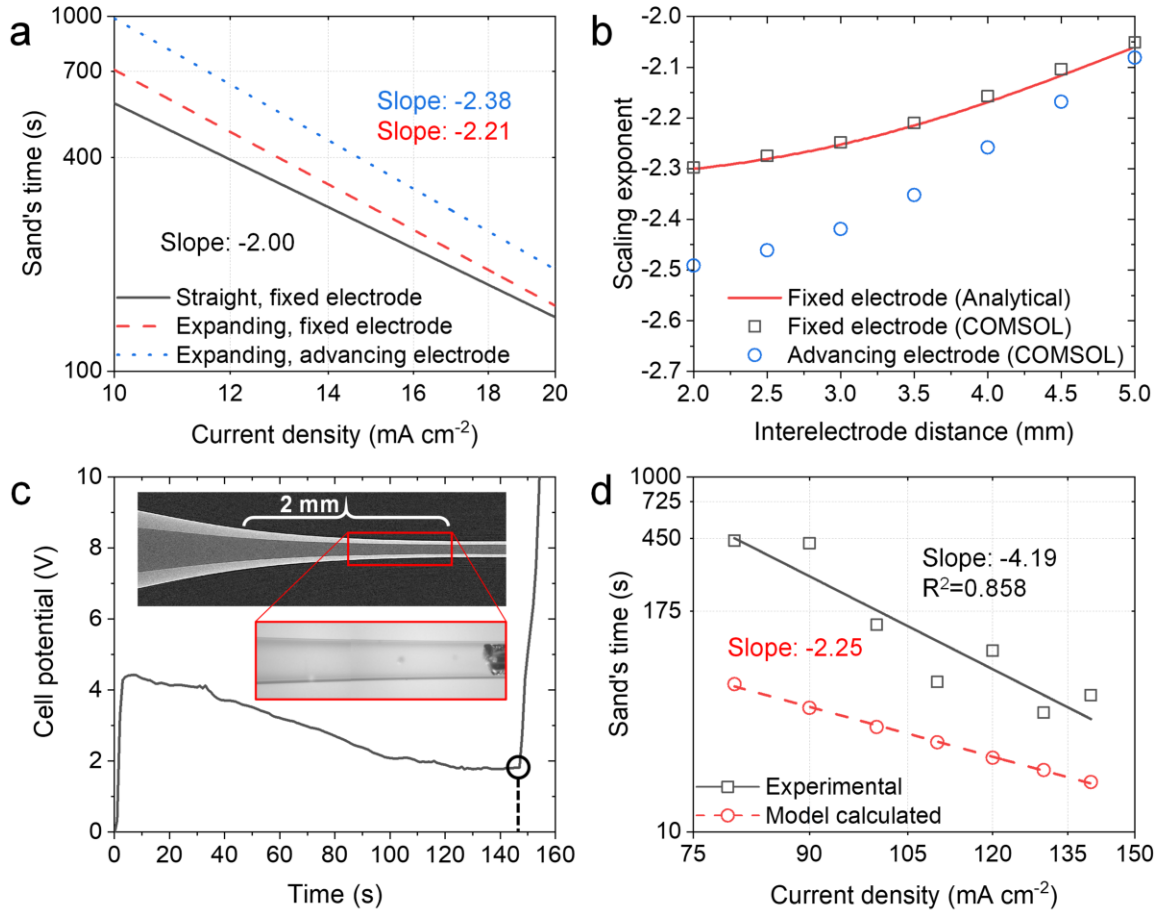 a
1000
700
400
100
Sand's time (s)
Slope: -2.38
Slope: -2.21
Slope: -2.00
Straight, fixed electrode
Expanding, fixed electrode
Expanding, advancing electrode
10 12 14 16 18 20
Current density (mA cm⁻²)
b
-2.0
-2.1
-2.2
-2.3
-2.4
-2.5
-2.6
-2.7
Scaling exponent
Fixed electrode (Analytical)
Fixed electrode (COMSOL)
Advancing electrode (COMSOL)
2.0 2.5 3.0 3.5 4.0 4.5 5.0
Interelectrode distance (mm)
c
10
8
6
4
2
0
Cell potential (V)
2 mm
0 20 40 60 80 100 120 140 160
Time (s)
d
1000
725
450
175
10
Sand's time (s)
Slope: -4.19
R²=0.858
Slope: -2.25
Experimental
Model calculated
75 90 105 120 135 150
Current density (mA cm⁻²)